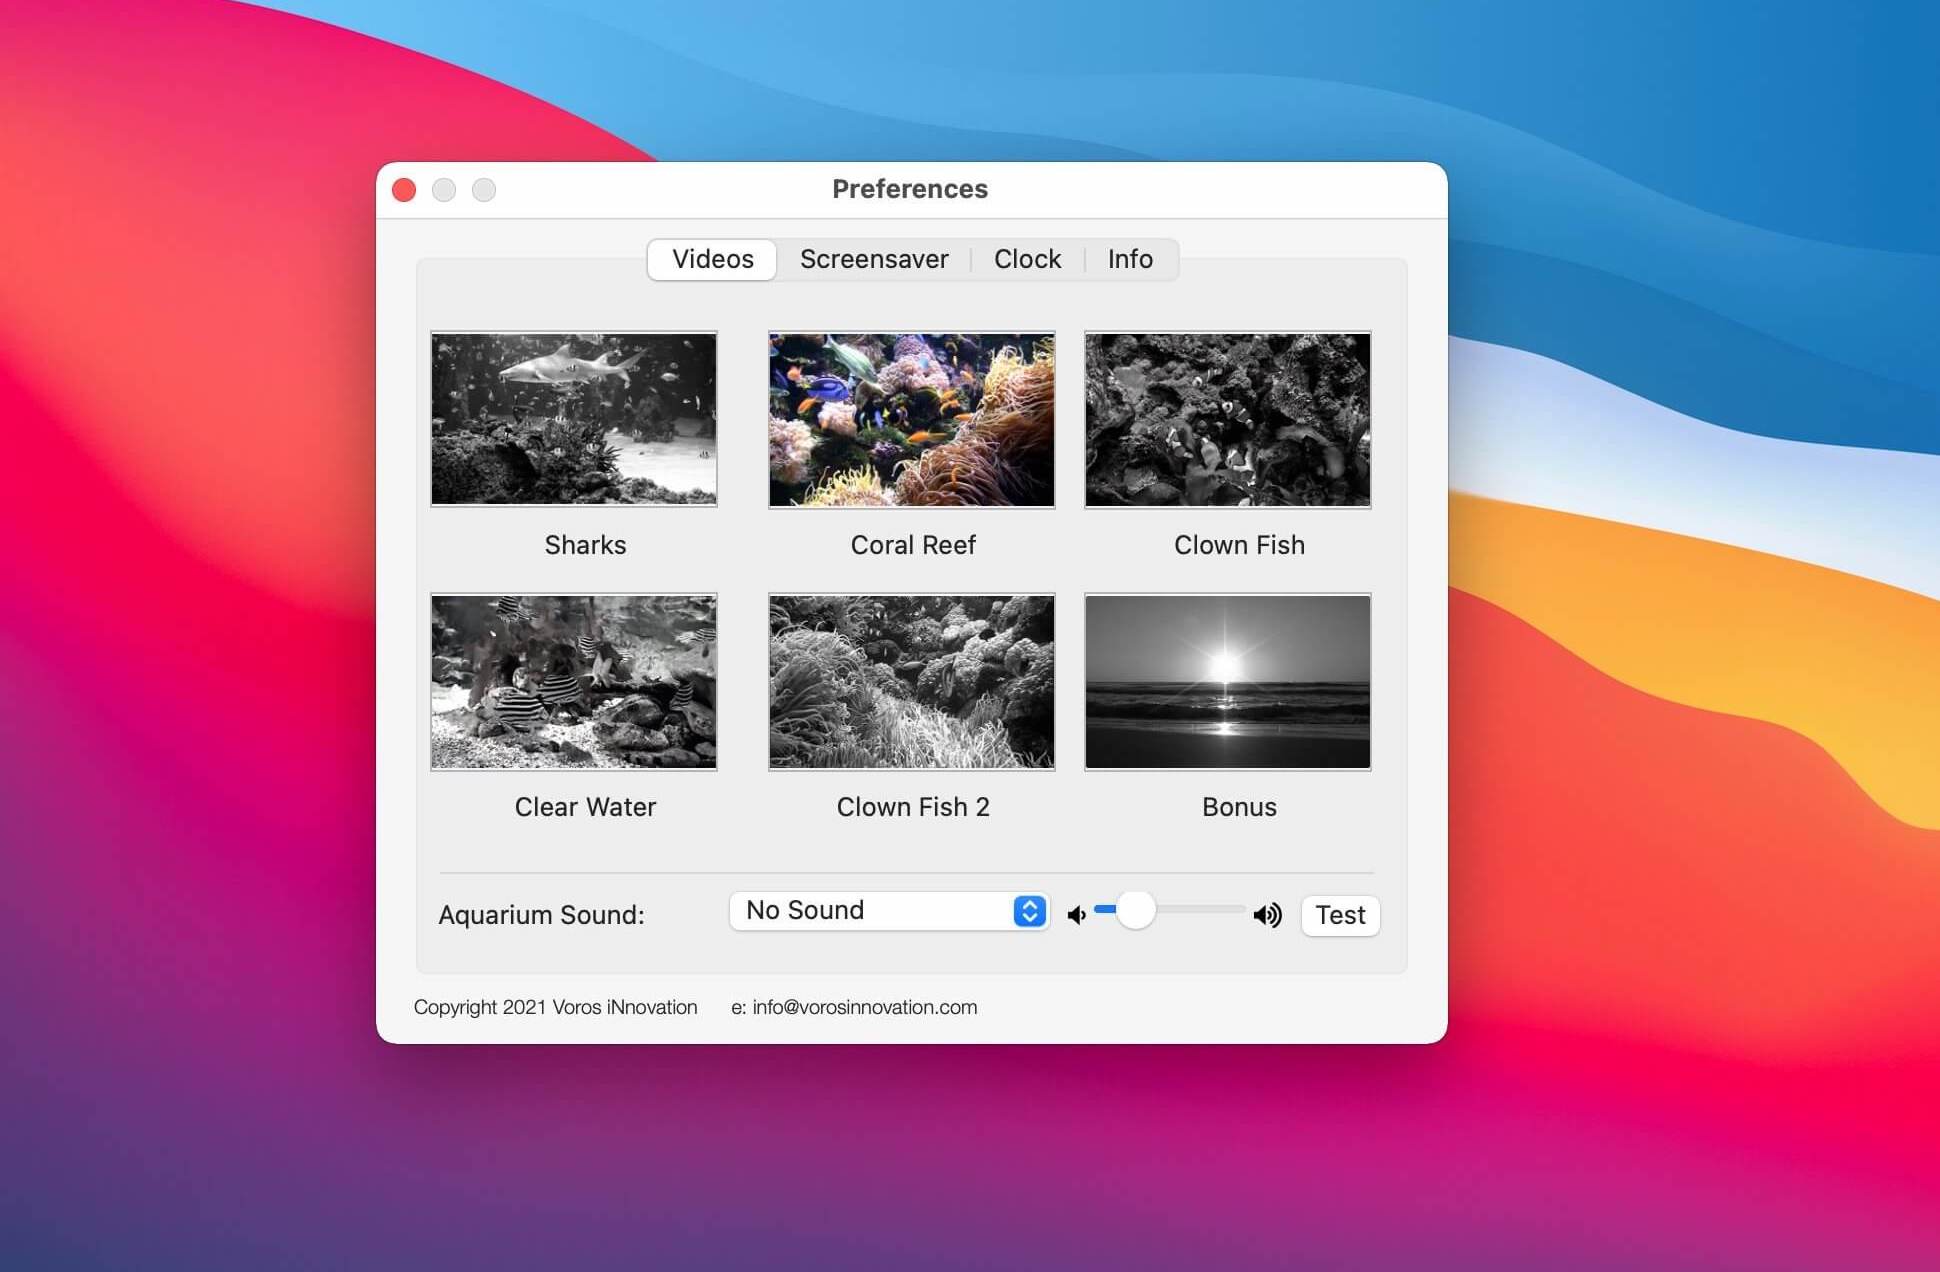 Preferences
Videos Screensaver Clock Info
Sharks Coral Reef Clown Fish
Clear Water Clown Fish 2 Bonus
Aquarium Sound: No Sound Test
Copyright 2021 Voros iNnovation e: info@vorosinnovation.com